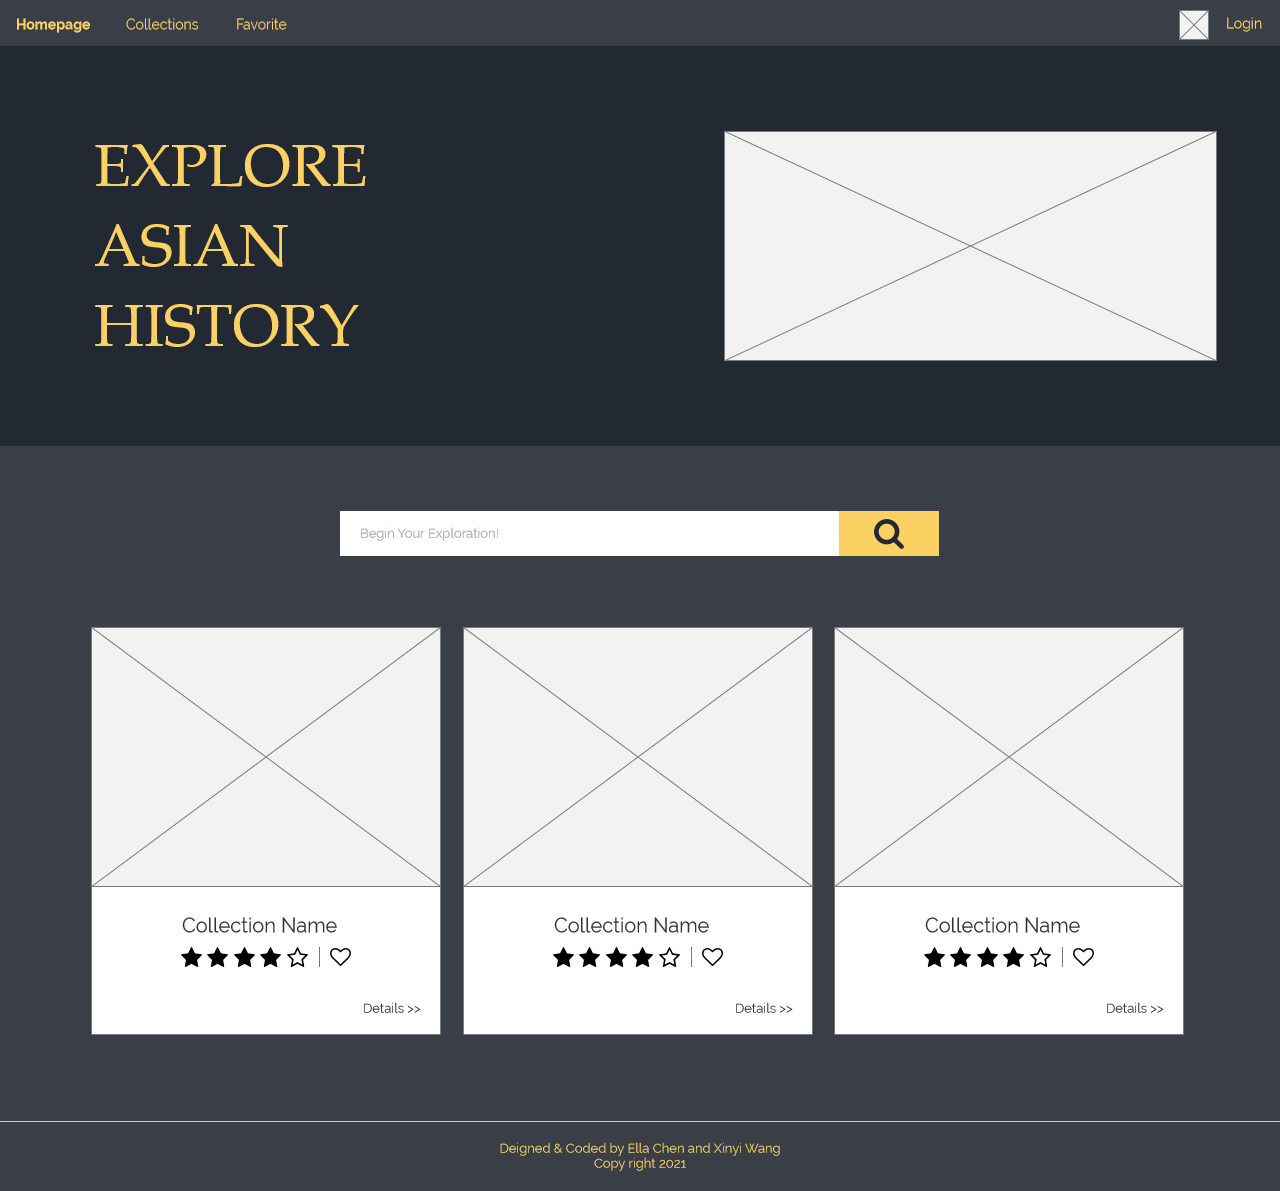 Homepage Collections Favorite Login
EXPLORE
ASIAN
HISTORY
Begin Your Exploration!
Collection Name Collection Name Collection Name
Details >> Details >> Details >>
Deigned & Coded by Ella Chen and Xinyi Wang
Copy right 2021